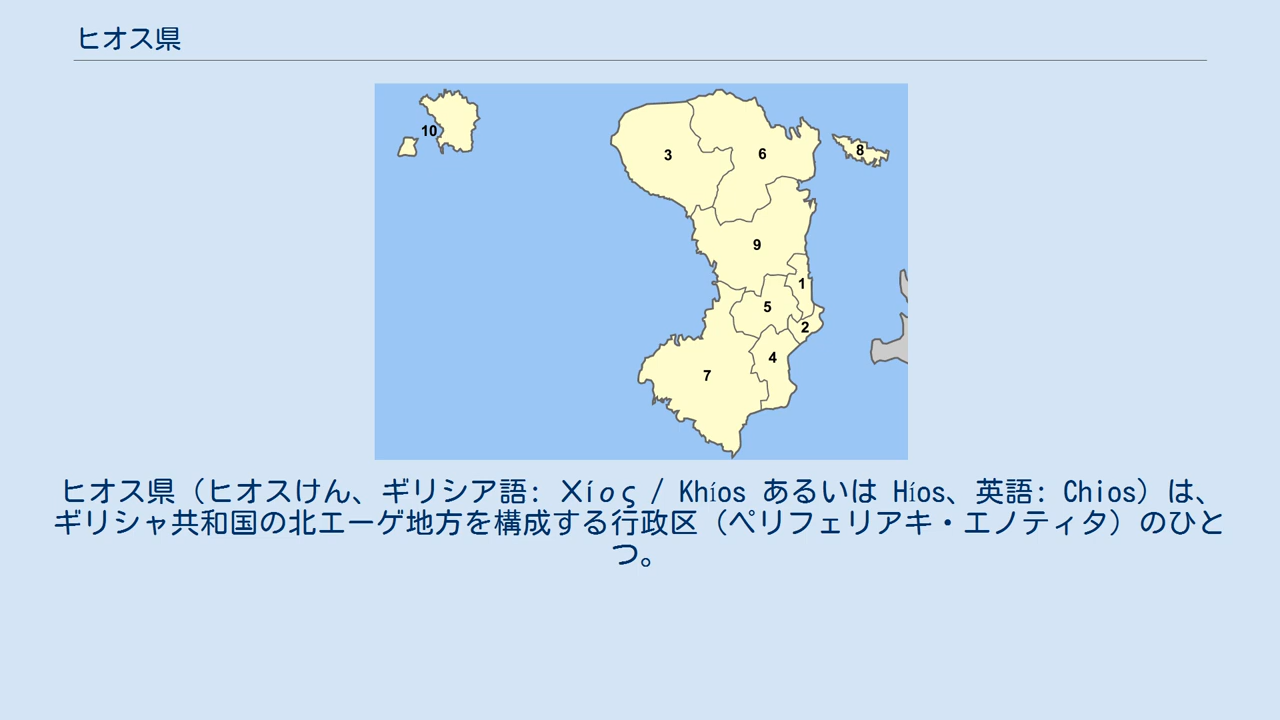 ヒオス県
10
3
6
8
9
1
5
2
4
7
ヒオス県（ヒオスけん、ギリシア語: Χίος / Khíos あるいは Híos、英語: Chios）は、
ギリシャ共和国の北エーゲ地方を構成する行政区（ペリフェリアキ・エノティタ）のひと
つ。